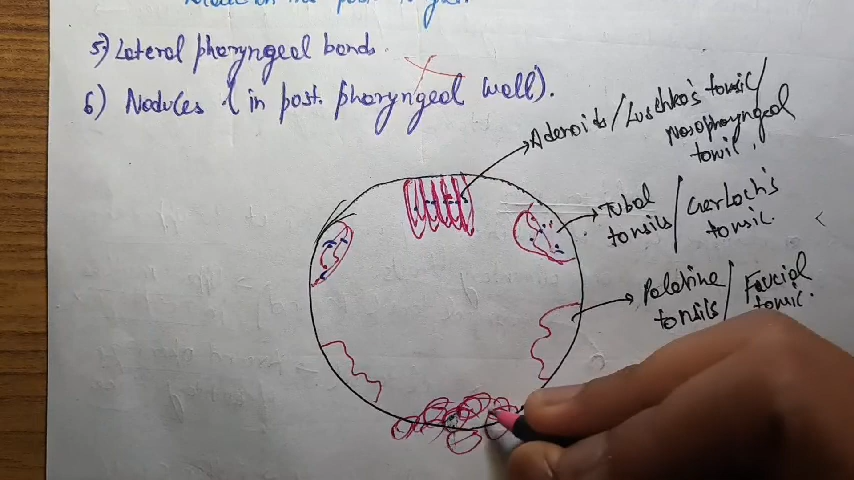 5) Lateral pharyngeal bands.
6) Nodules ( in post. pharyngeal wall).
Adenoids/Luschka's tonsil/
Nasopharyngeal
tonsil.
Tubal
tonsils / Gerlach's
tonsil.
Palatine
tonsils / Faucial
tonsil.